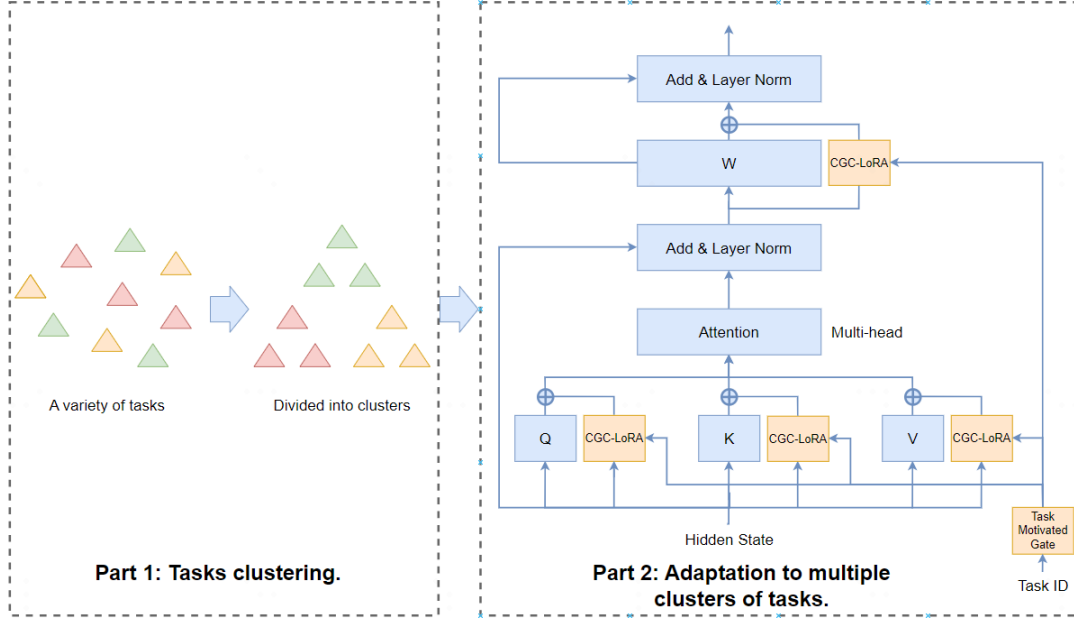 A variety of tasks
Divided into clusters
Part 1: Tasks clustering.
Add & Layer Norm
W
CGC-LoRA
Add & Layer Norm
Attention
Multi-head
Q
CGC-LoRA
K
CGC-LoRA
V
CGC-LoRA
Hidden State
Task
Motivated
Gate
Task ID
Part 2: Adaptation to multiple
clusters of tasks.